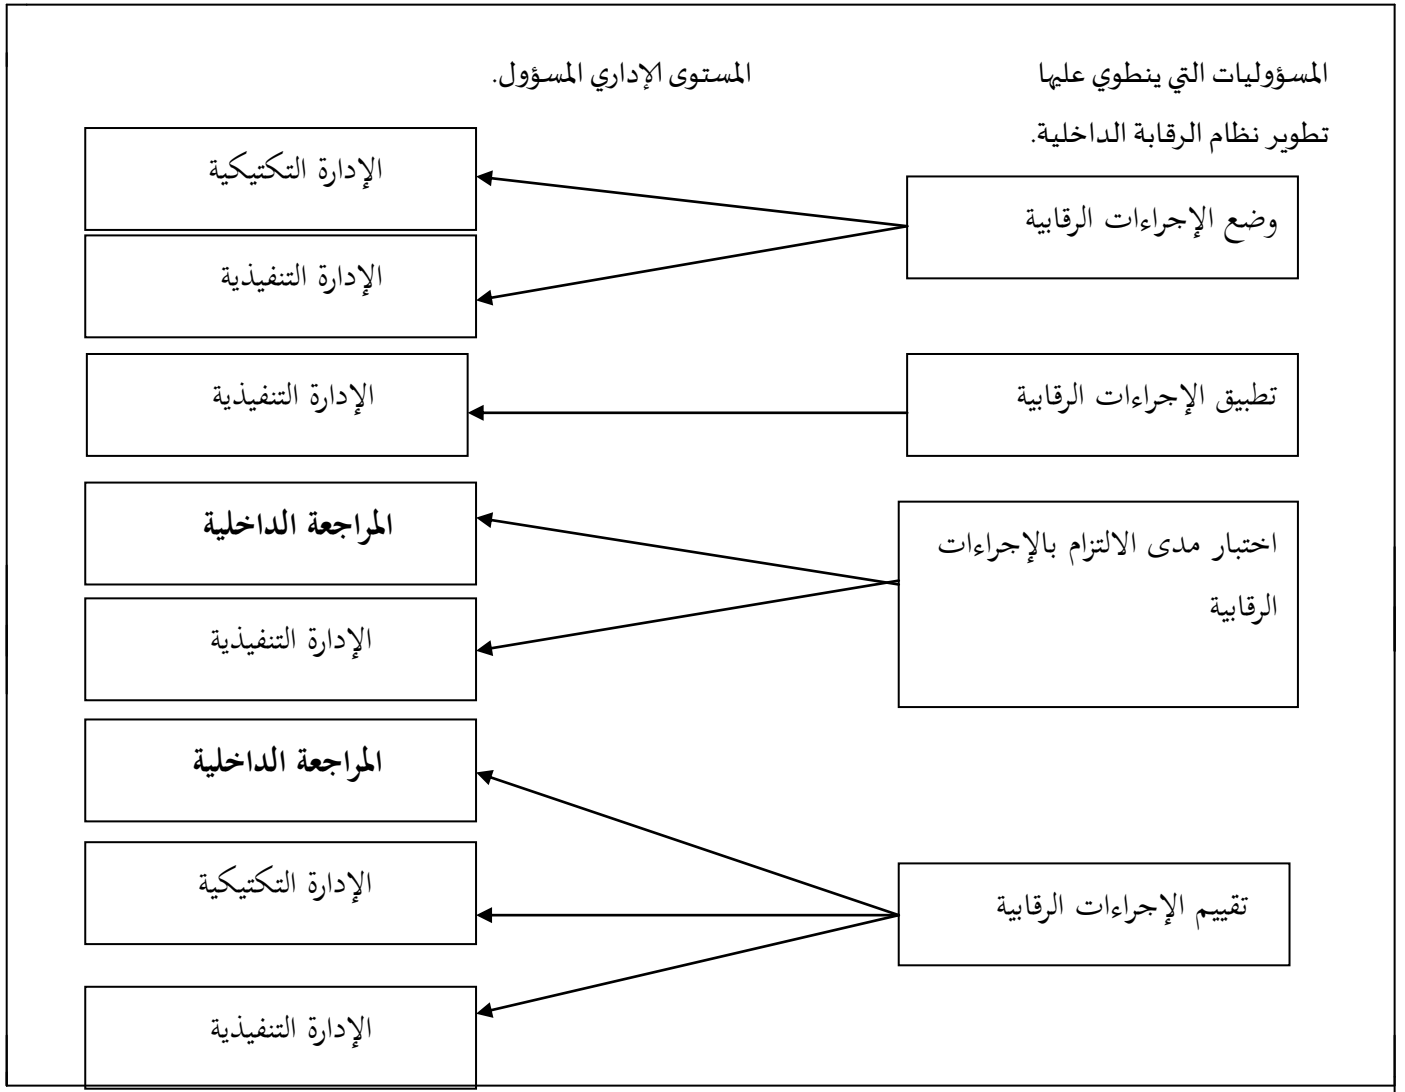 المسؤوليات التي ينطوي عليها
تطوير نظام الرقابة الداخلية.
المستوى الإداري المسؤول.
وضع الإجراءات الرقابية
الإدارة التكتيكية
الإدارة التنفيذية
تطبيق الإجراءات الرقابية
الإدارة التنفيذية
اختبار مدى الالتزام بالإجراءات
الرقابية
المراجعة الداخلية
الإدارة التنفيذية
تقييم الإجراءات الرقابية
المراجعة الداخلية
الإدارة التكتيكية
الإدارة التنفيذية